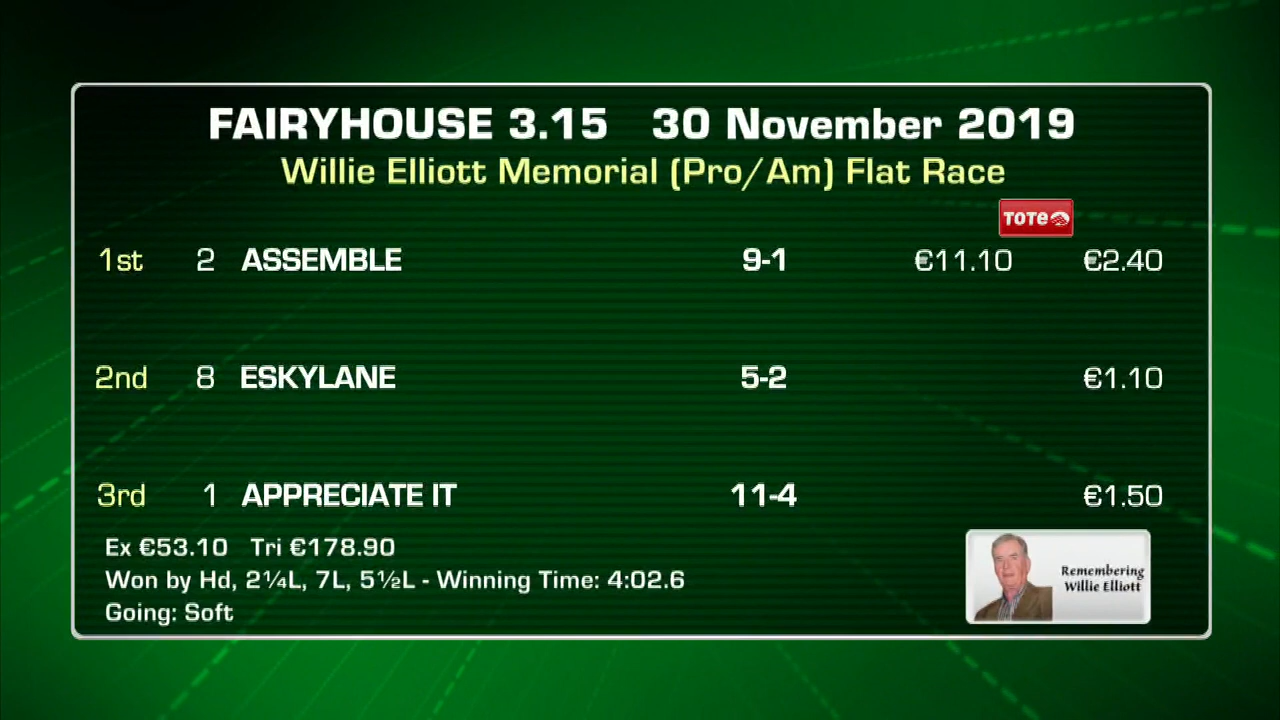 FAIRYHOUSE 3.15 30 November 2019
Willie Elliott Memorial (Pro/Am) Flat Race
TOTE
1st 2 ASSEMBLE 9-1 €11.10 €2.40
2nd 8 ESKYLANE 5-2 €1.10
3rd 1 APPRECIATE IT 11-4 €1.50
Ex €53.10 Tri €178.90
Won by Hd, 2¼L, 7L, 5½L - Winning Time: 4:02.6
Going: Soft
Remembering
Willie Elliott